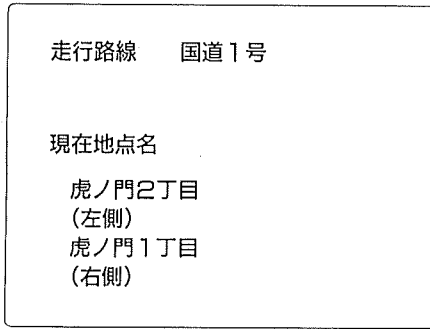 走行路線　国道1号
現在地点名
虎ノ門2丁目
(左側)
虎ノ門1丁目
(右側)